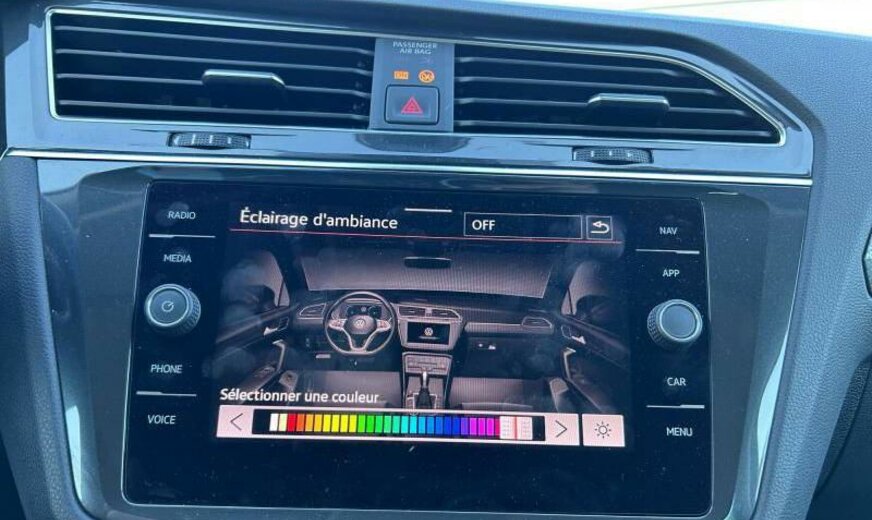 PASSENGER
AIR BAG
RADIO
MEDIA
PHONE
VOICE
Éclairage d'ambiance
OFF
Sélectionner une couleur
NAV
APP
CAR
MENU